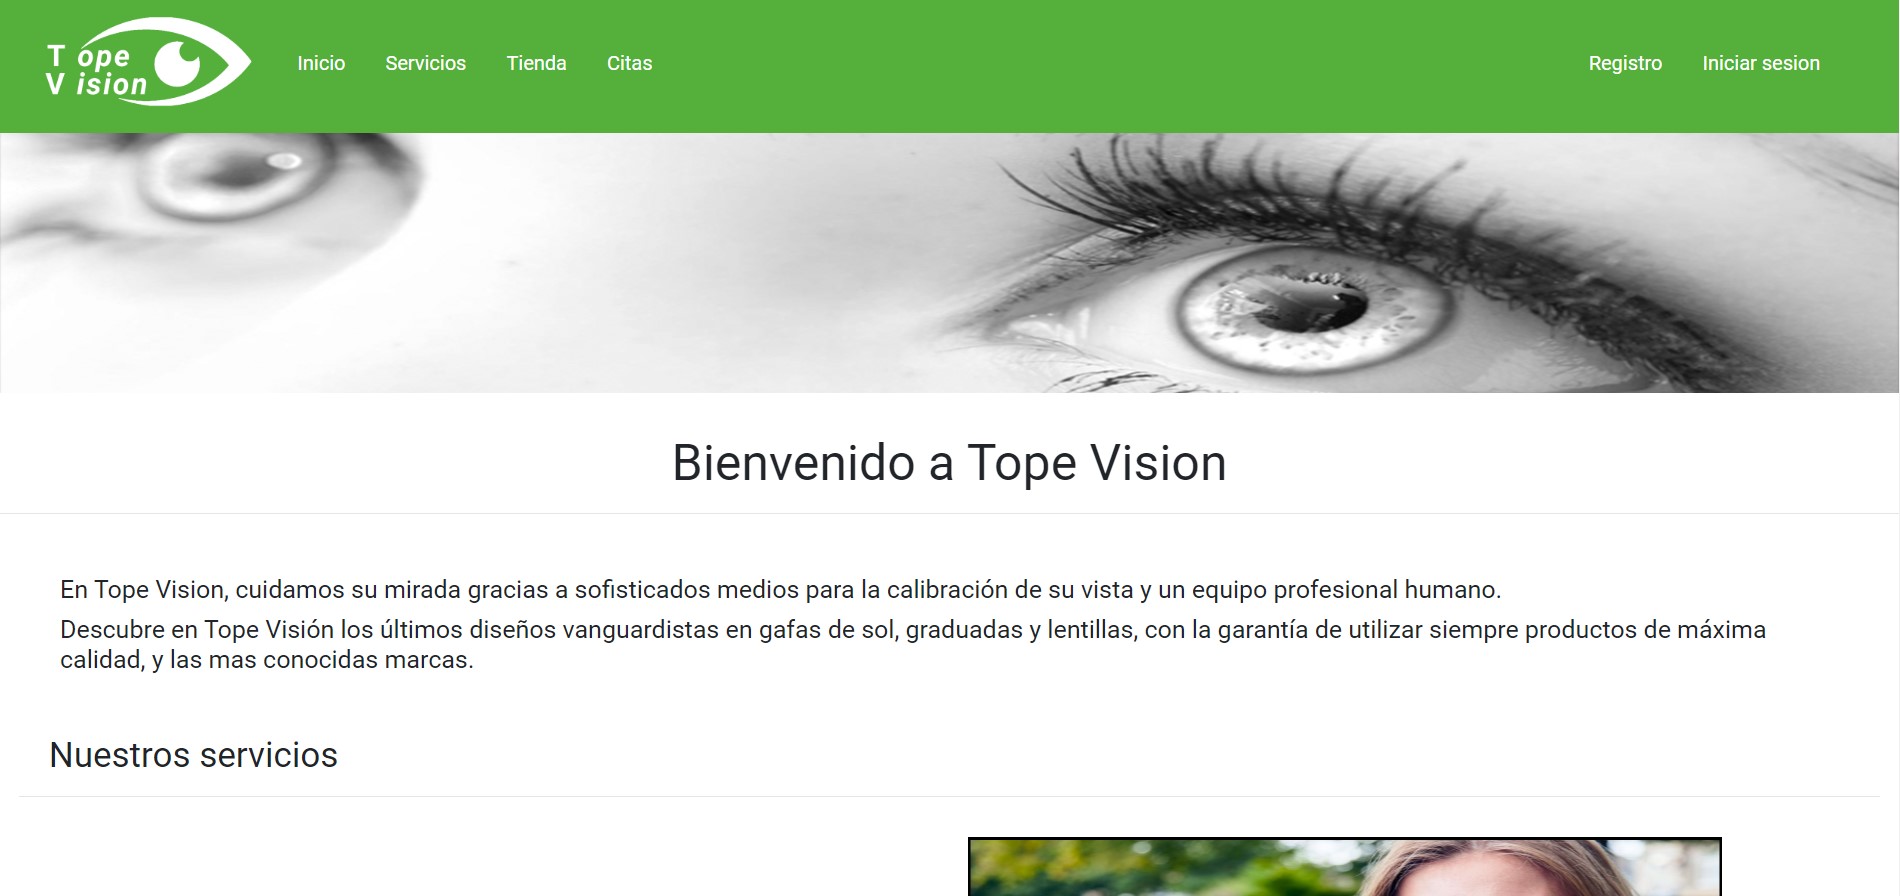 T ope
V ision
Inicio Servicios Tienda Citas Registro Iniciar sesion
Bienvenido a Tope Vision
En Tope Vision, cuidamos su mirada gracias a sofisticados medios para la calibración de su vista y un equipo profesional humano.
Descubre en Tope Visión los últimos diseños vanguardistas en gafas de sol, graduadas y lentillas, con la garantía de utilizar siempre productos de máxima
calidad, y las mas conocidas marcas.
Nuestros servicios